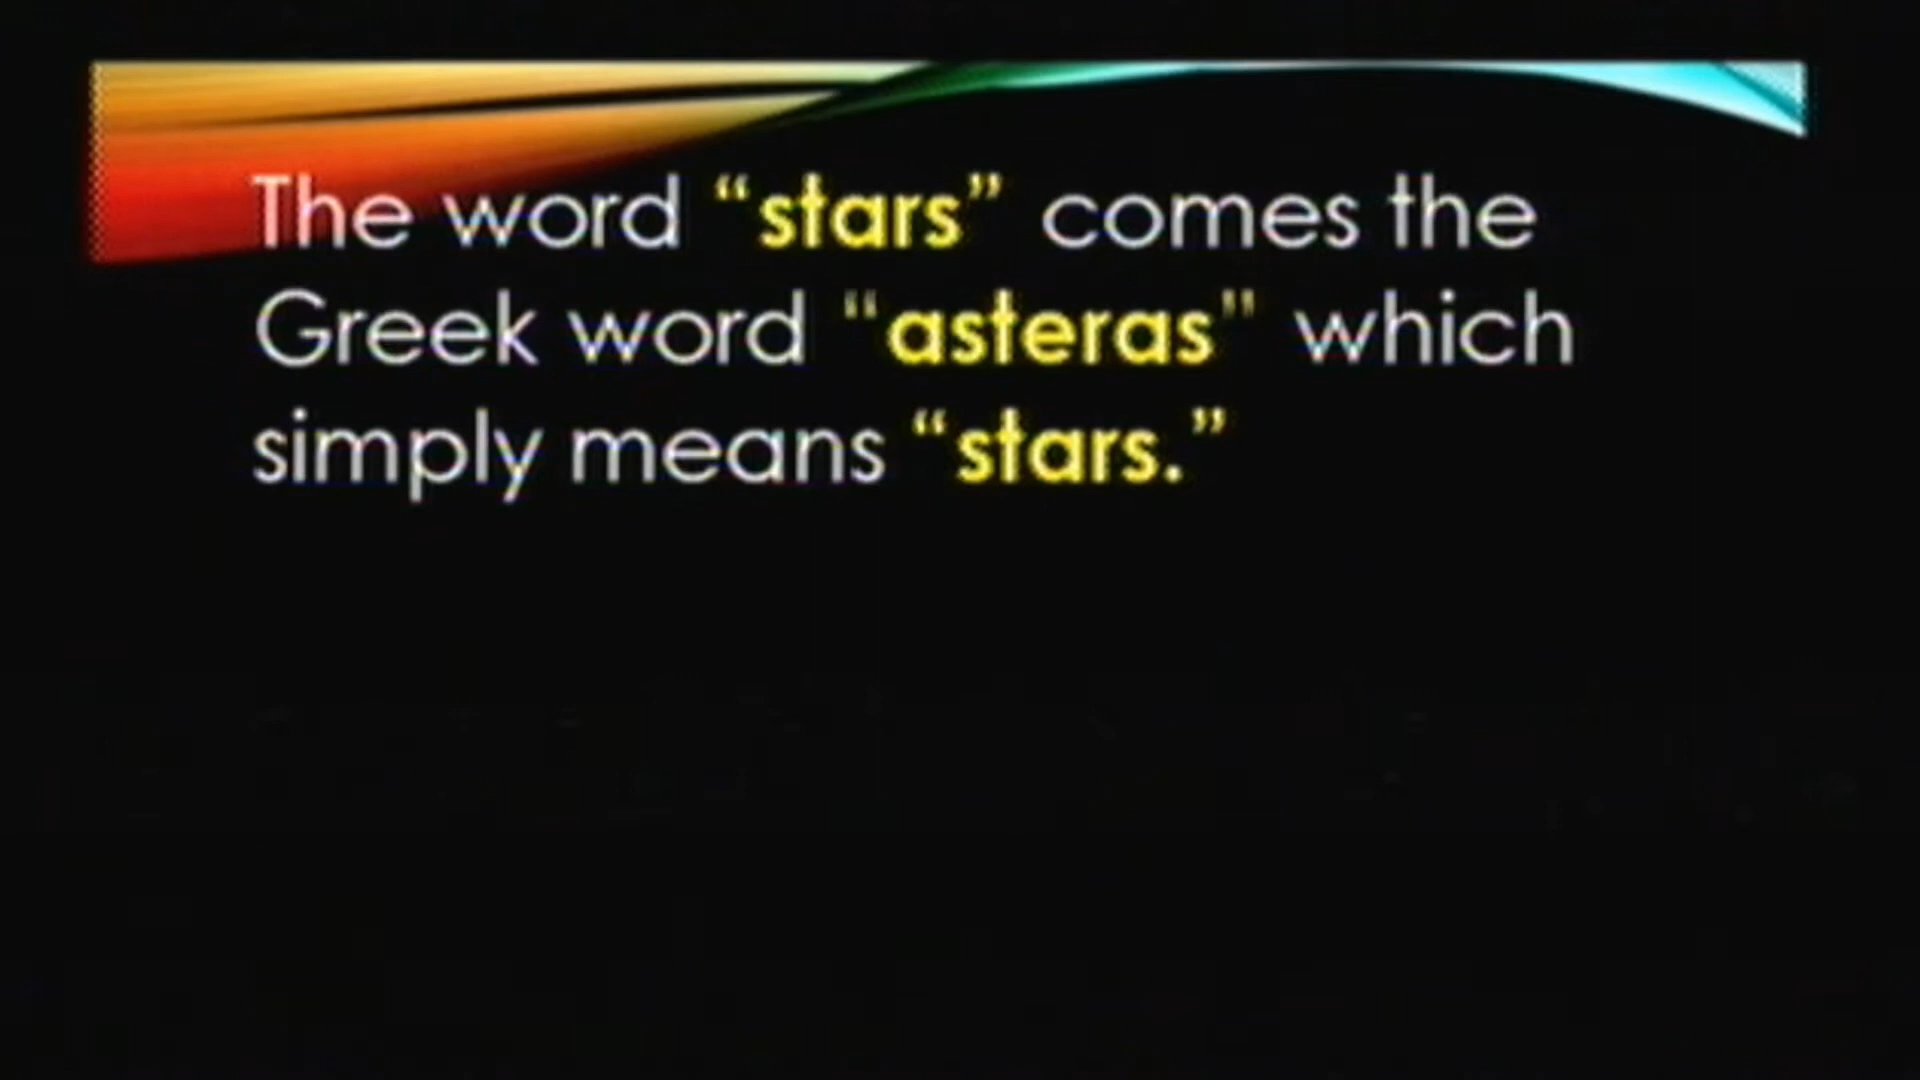 The word “stars” comes the
Greek word "asteras" which
simply means “stars.”